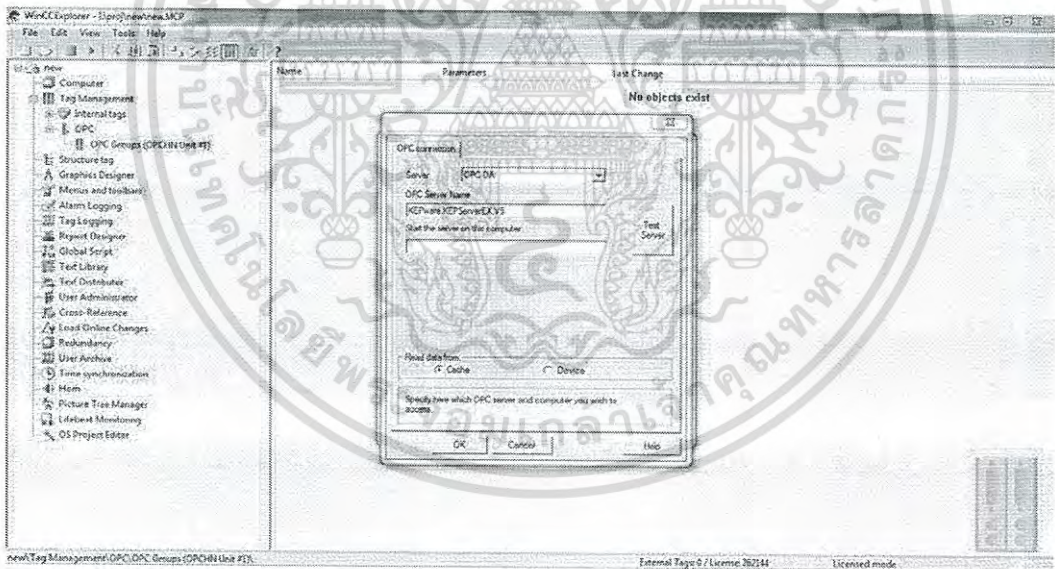 WinCCExplorer - E:\proj\new\new.MCP
File Edit View Tools Help
new
Computer
Tag Management
Internal tags
OPC
OPC Groups (OPCHN Unit #1)
Structure tag
Graphics Designer
Menus and toolbars
Alarm Logging
Tag Logging
Report Designer
Global Script
Text Library
Text Distributor
User Administrator
Cross-Reference
Load Online Changes
Redundancy
User Archive
Time synchronization
Horn
Picture Tree Manager
Lifebeat Monitoring
OS Project Editor
Name Parameters Last Change
No objects exist
OPC connection
Server OPC DA
OPC Server Name
KEPware.KEPServerEX.V5
Start the server on this computer
Test Server
Read data from
Cache Device
Specify here which OPC server and computer you wish to access.
OK Cancel Help
new\Tag Management\OPC\OPC Groups (OPCHN Unit #1)\ External Tags: 0 / License: 262144 Licensed mode